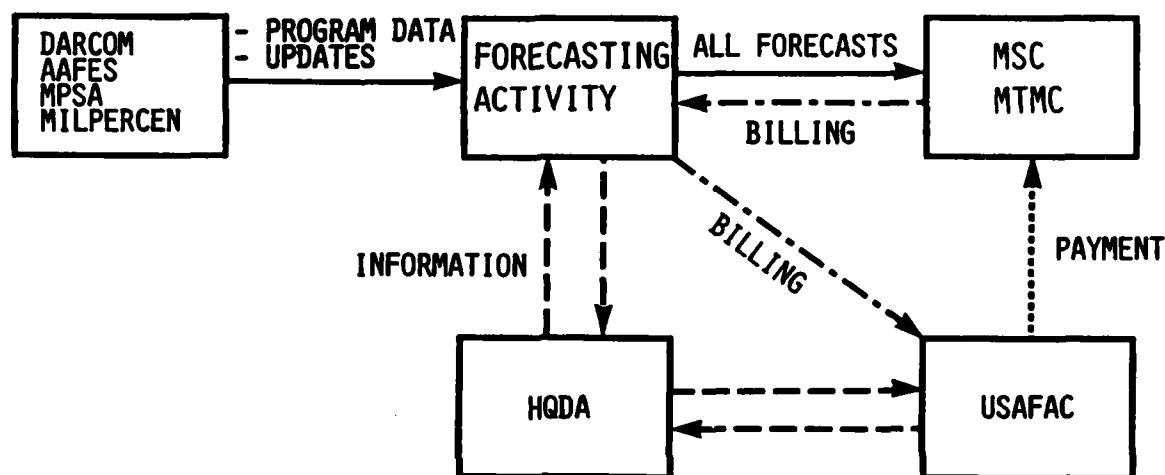 DARCOM
AAFES
MPSA
MILPERCEN
- PROGRAM DATA
- UPDATES
FORECASTING
ACTIVITY
ALL FORECASTS
BILLING
MSC
MTMC
INFORMATION
BILLING
PAYMENT
HQDA
USAFAC